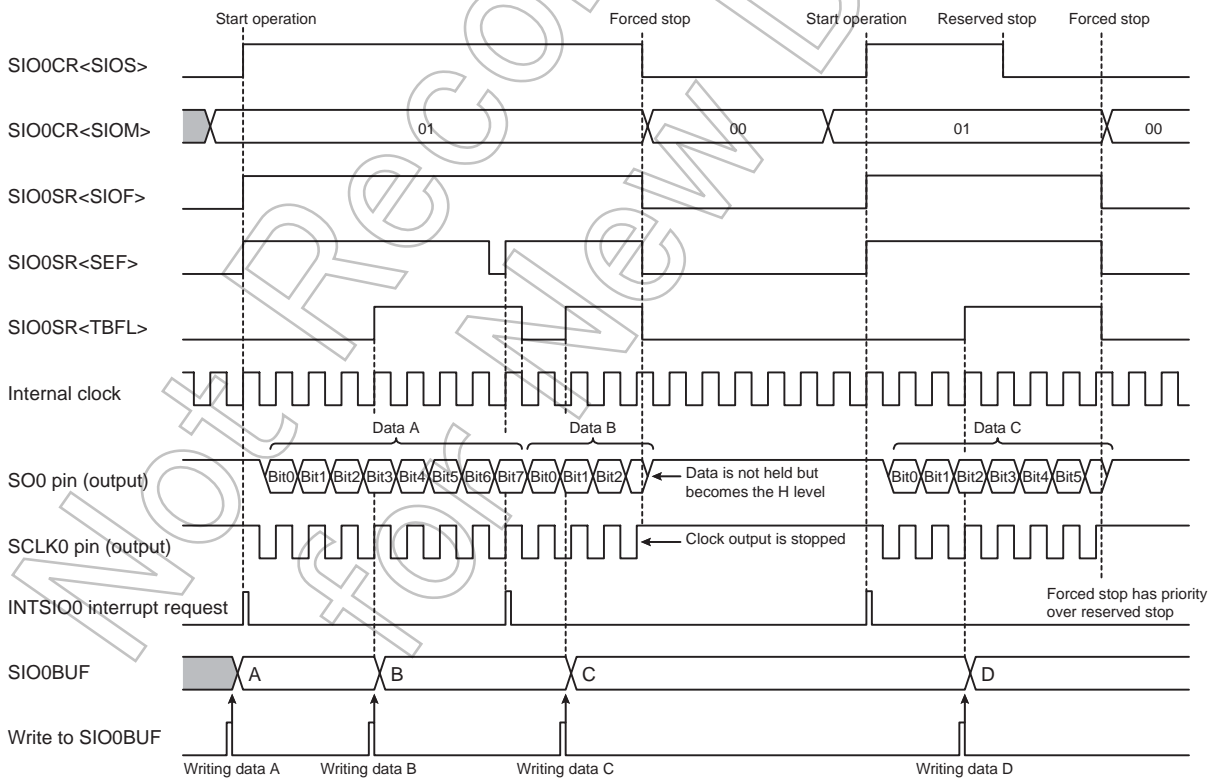 Start operation Forced stop Start operation Reserved stop Forced stop
SIO0CR<SIOS>
SIO0CR<SIOM> 01 00 01 00
SIO0SR<SIOF>
SIO0SR<SEF>
SIO0SR<TBFL>
Internal clock
Data A Data B Data C
SO0 pin (output) Bit0 Bit1 Bit2 Bit3 Bit4 Bit5 Bit6 Bit7 Bit0 Bit1 Bit2 Data is not held but Bit0 Bit1 Bit2 Bit3 Bit4 Bit5
becomes the H level
SCLK0 pin (output) Clock output is stopped
INTSIO0 interrupt request Forced stop has priority
over reserved stop
SIO0BUF A B C D
Write to SIO0BUF
Writing data A Writing data B Writing data C Writing data D
Not Reco
for New D